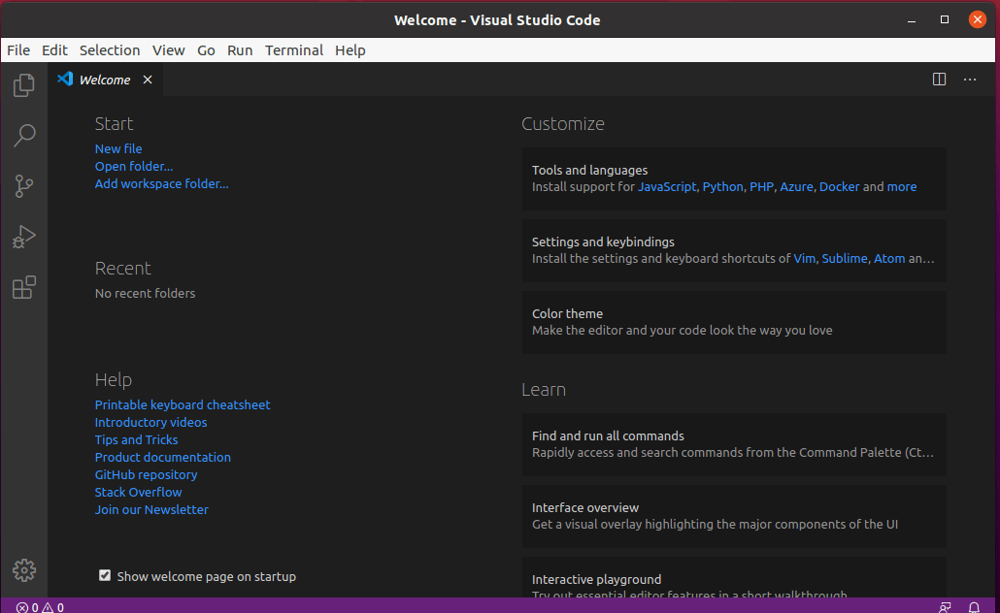 Welcome - Visual Studio Code
File Edit Selection View Go Run Terminal Help
Welcome
Start
New file
Open folder...
Add workspace folder...
Recent
No recent folders
Help
Printable keyboard cheatsheet
Introductory videos
Tips and Tricks
Product documentation
GitHub repository
Stack Overflow
Join our Newsletter
Show welcome page on startup
Customize
Tools and languages
Install support for JavaScript, Python, PHP, Azure, Docker and more
Settings and keybindings
Install the settings and keyboard shortcuts of Vim, Sublime, Atom an...
Color theme
Make the editor and your code look the way you love
Learn
Find and run all commands
Rapidly access and search commands from the Command Palette (Ct...
Interface overview
Get a visual overlay highlighting the major components of the UI
Interactive playground
Try out essential editor features in a short walkthrough
0 0